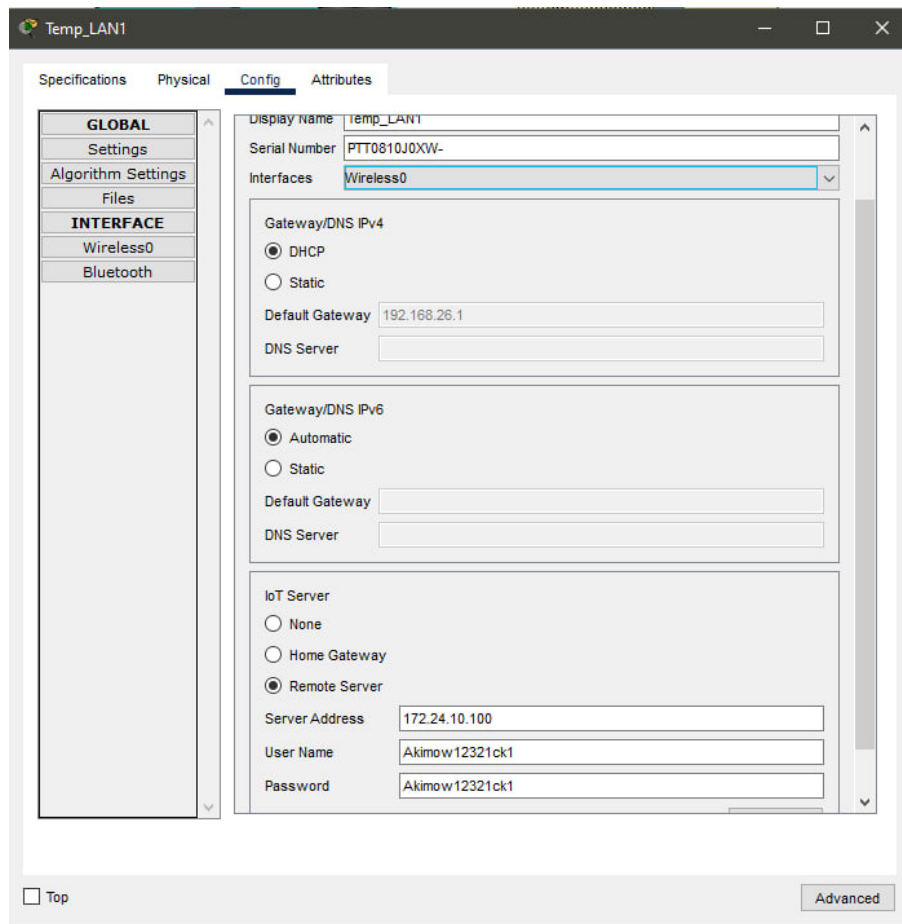 Temp_LAN1
Specifications Physical Config Attributes
GLOBAL
Settings
Algorithm Settings
Files
INTERFACE
Wireless0
Bluetooth
Display Name Temp_LAN1
Serial Number PTT0810J0XW-
Interfaces Wireless0
Gateway/DNS IPv4
DHCP
Static
Default Gateway 192.168.26.1
DNS Server
Gateway/DNS IPv6
Automatic
Static
Default Gateway
DNS Server
IoT Server
None
Home Gateway
Remote Server
Server Address 172.24.10.100
User Name Akimow12321ck1
Password Akimow12321ck1
Top
Advanced